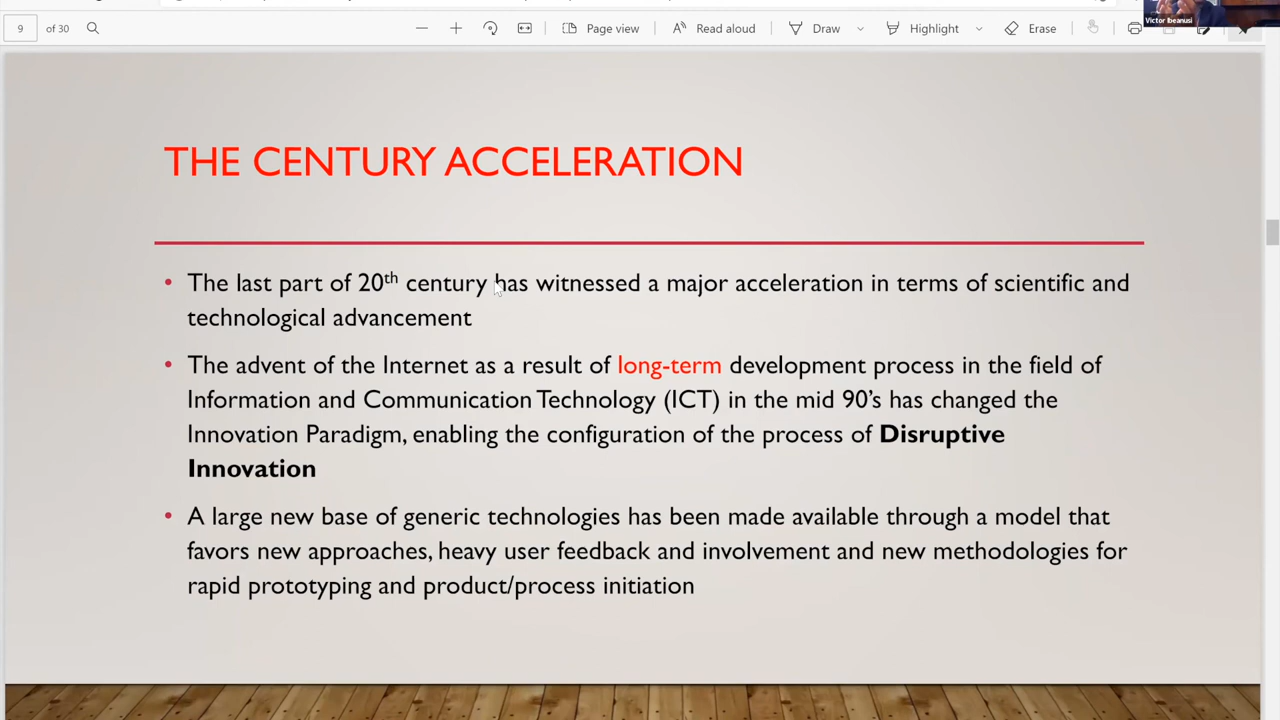 Victor Ibeanusi
9 of 30 Page view Read aloud Draw Highlight Erase
THE CENTURY ACCELERATION
• The last part of 20th century has witnessed a major acceleration in terms of scientific and
technological advancement
• The advent of the Internet as a result of long-term development process in the field of
Information and Communication Technology (ICT) in the mid 90's has changed the
Innovation Paradigm, enabling the configuration of the process of Disruptive
Innovation
• A large new base of generic technologies has been made available through a model that
favors new approaches, heavy user feedback and involvement and new methodologies for
rapid prototyping and product/process initiation